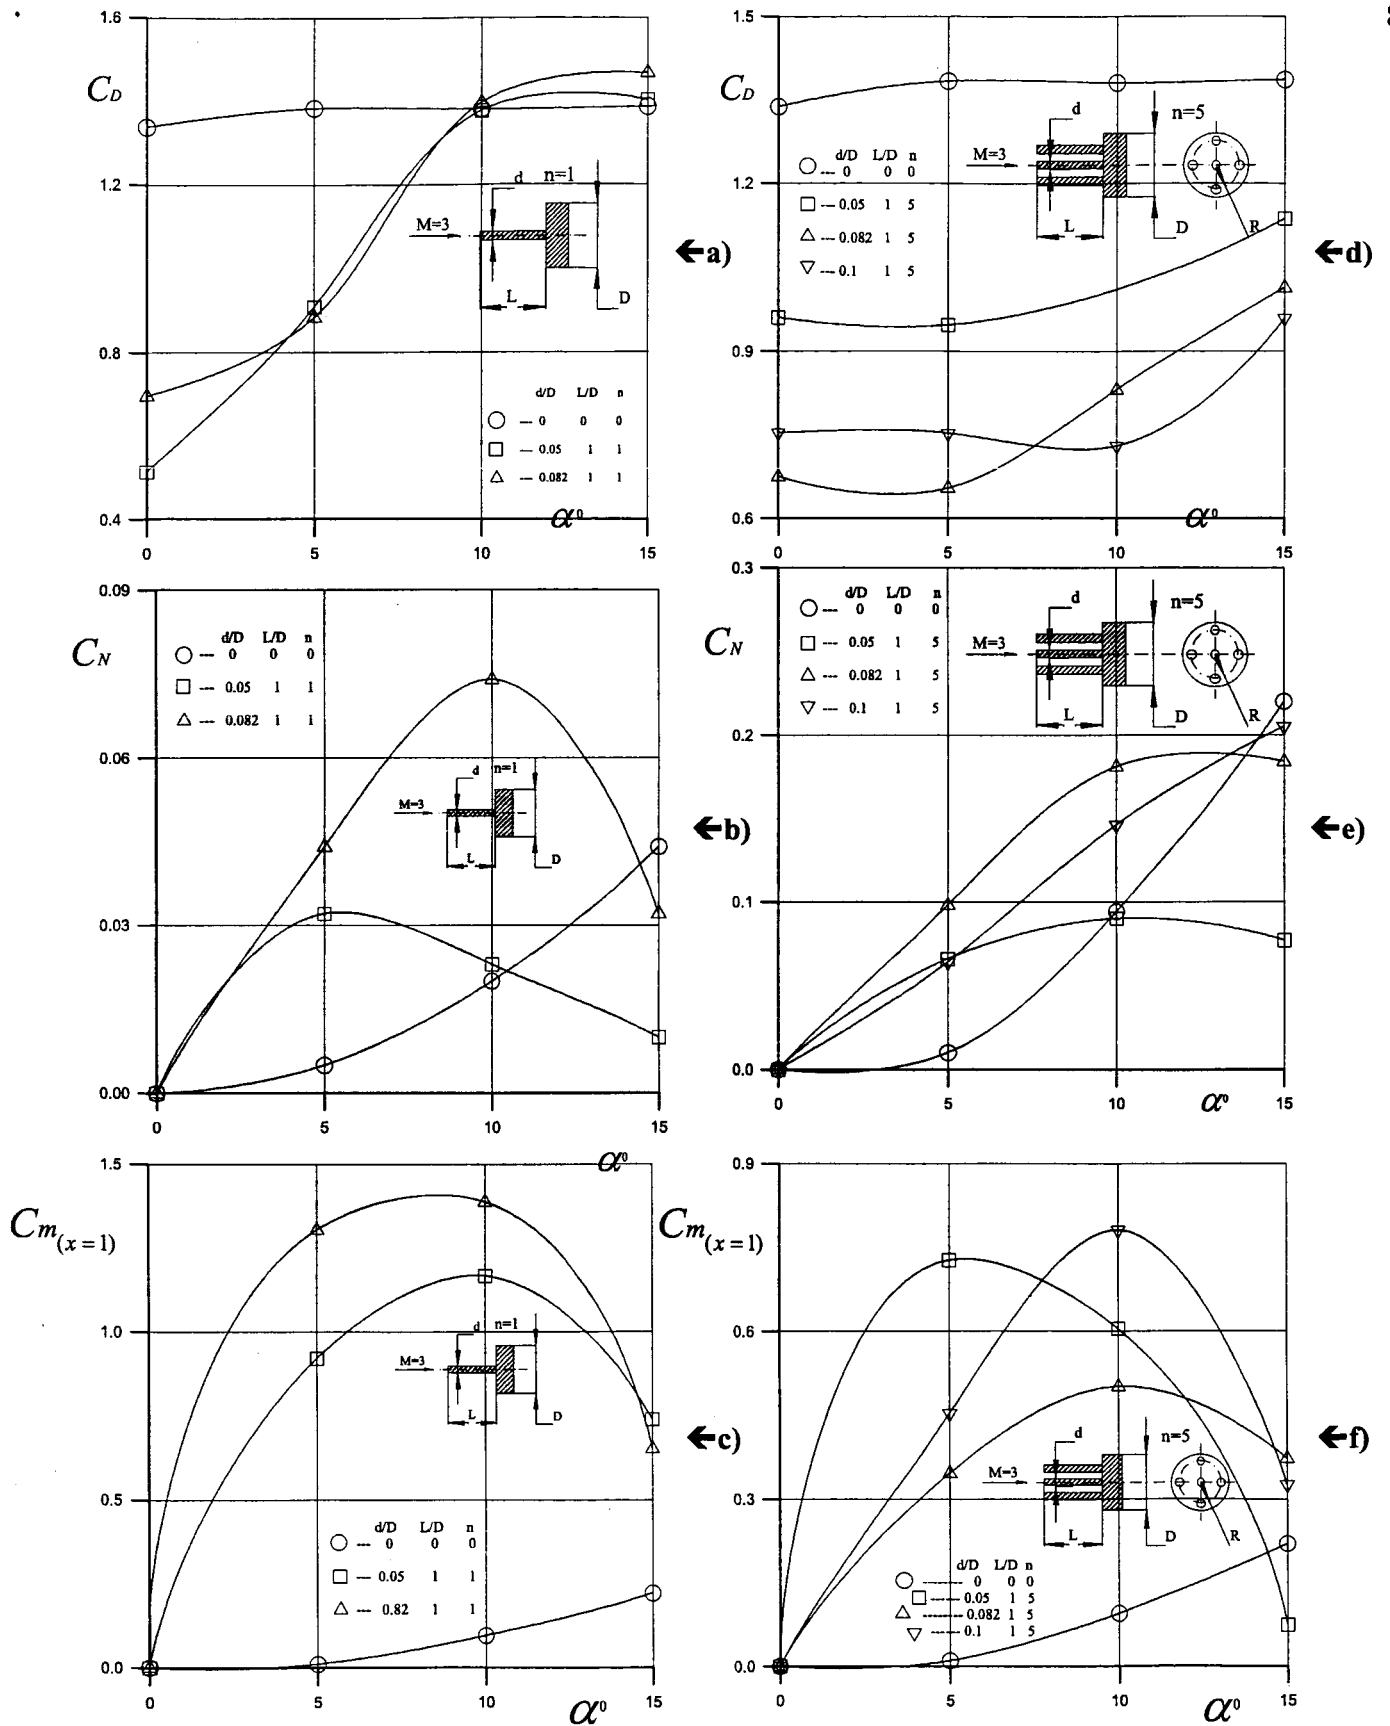 1.6
C_D
1.2
0.8
0.4
0
5
10
15
α°
d n=1
M=3
L
D
d/D L/D n
--- 0 0 0
--- 0.05 1 1
--- 0.082 1 1
←a)
1.5
C_D
1.2
0.9
0.6
0
5
10
15
α°
d
n=5
M=3
L
D
R
d/D L/D n
--- 0 0 0
--- 0.05 1 5
--- 0.082 1 5
--- 0.1 1 5
←d)
0.09
C_N
0.06
0.03
0.00
0
5
10
15
α°
d/D L/D n
--- 0 0 0
--- 0.05 1 1
--- 0.082 1 1
d n=1
M=3
L
D
←b)
0.3
C_N
0.2
0.1
0.0
0
5
10
15
α°
d/D L/D n
--- 0 0 0
--- 0.05 1 5
--- 0.082 1 5
--- 0.1 1 5
d
n=5
M=3
L
D
R
←e)
1.5
Cm(x=1)
1.0
0.5
0.0
0
5
10
15
α°
d n=1
M=3
L
D
d/D L/D n
--- 0 0 0
--- 0.05 1 1
--- 0.82 1 1
←c)
0.9
Cm(x=1)
0.6
0.3
0.0
0
5
10
15
α°
d
n=5
M=3
L
D
R
d/D L/D n
------ 0 0 0
------ 0.05 1 5
------ 0.082 1 5
------ 0.1 1 5
←f)